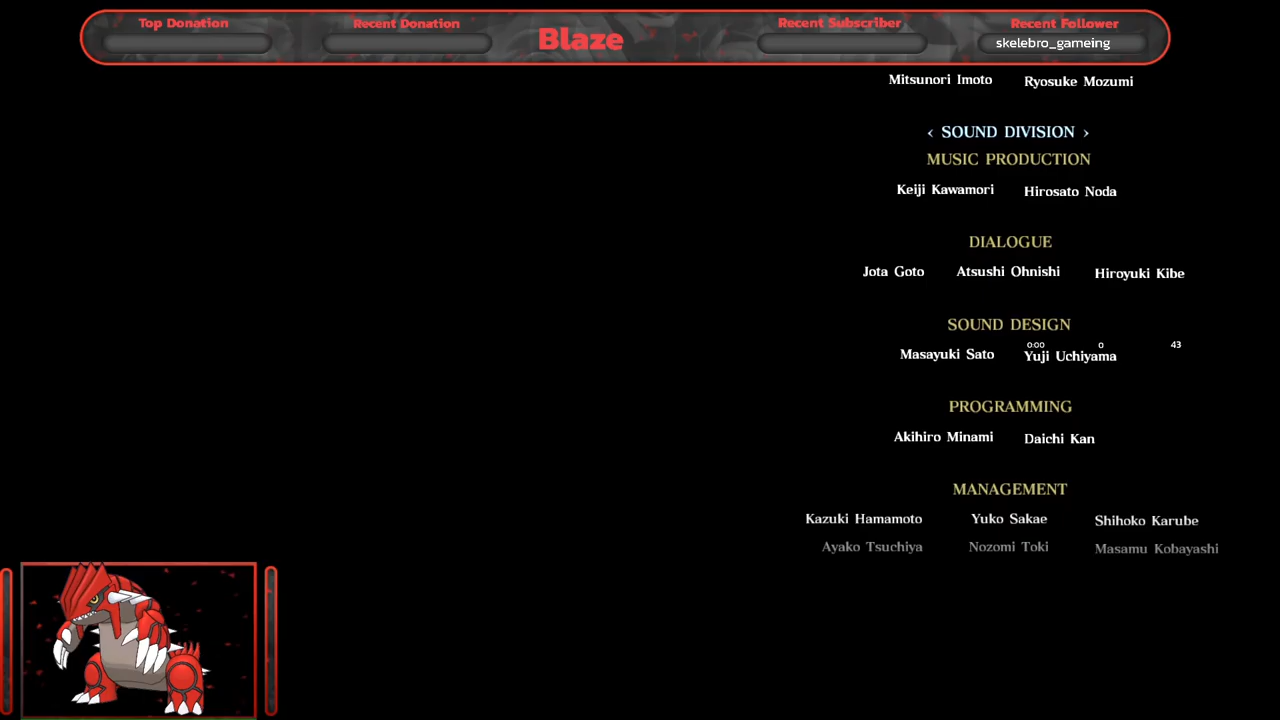 Top Donation Recent Donation Blaze Recent Subscriber Recent Follower
skelebro_gameing
Mitsunori Imoto Ryosuke Mozumi
‹ SOUND DIVISION ›
MUSIC PRODUCTION
Keiji Kawamori Hirosato Noda
DIALOGUE
Jota Goto Atsushi Ohnishi Hiroyuki Kibe
SOUND DESIGN
0:00 0 43
Masayuki Sato Yuji Uchiyama
PROGRAMMING
Akihiro Minami Daichi Kan
MANAGEMENT
Kazuki Hamamoto Yuko Sakae Shihoko Karube
Ayako Tsuchiya Nozomi Toki Masamu Kobayashi